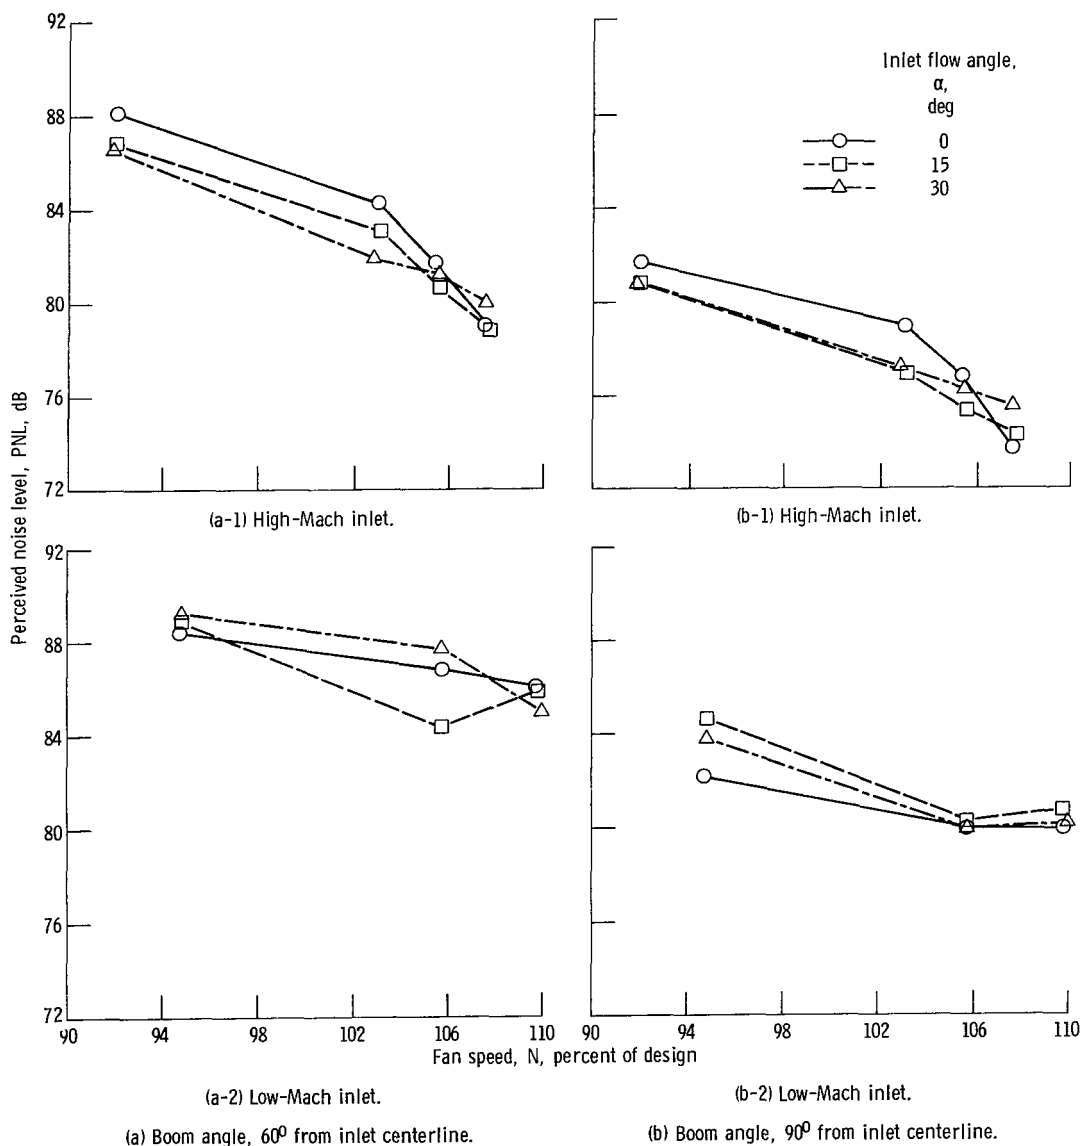 92
88
84
80
76
72
(a-1) High-Mach inlet.
Inlet flow angle,
α,
deg
0
15
30
(b-1) High-Mach inlet.
Perceived noise level, PNL, dB
92
88
84
80
76
72
90 94 98 102 106 110
90 94 98 102 106 110
Fan speed, N, percent of design
(a-2) Low-Mach inlet.
(b-2) Low-Mach inlet.
(a) Boom angle, 60⁰ from inlet centerline.
(b) Boom angle, 90⁰ from inlet centerline.